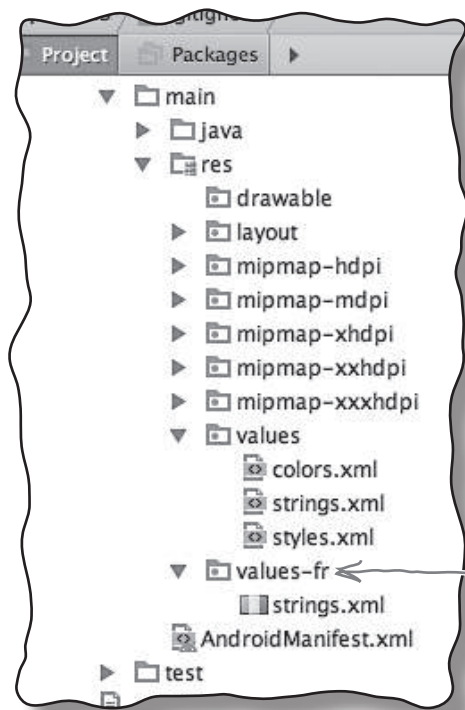 Project Packages
main
java
res
drawable
layout
mipmap-hdpi
mipmap-mdpi
mipmap-xhdpi
mipmap-xxhdpi
mipmap-xxxhdpi
values
colors.xml
strings.xml
styles.xml
values-fr
strings.xml
AndroidManifest.xml
test